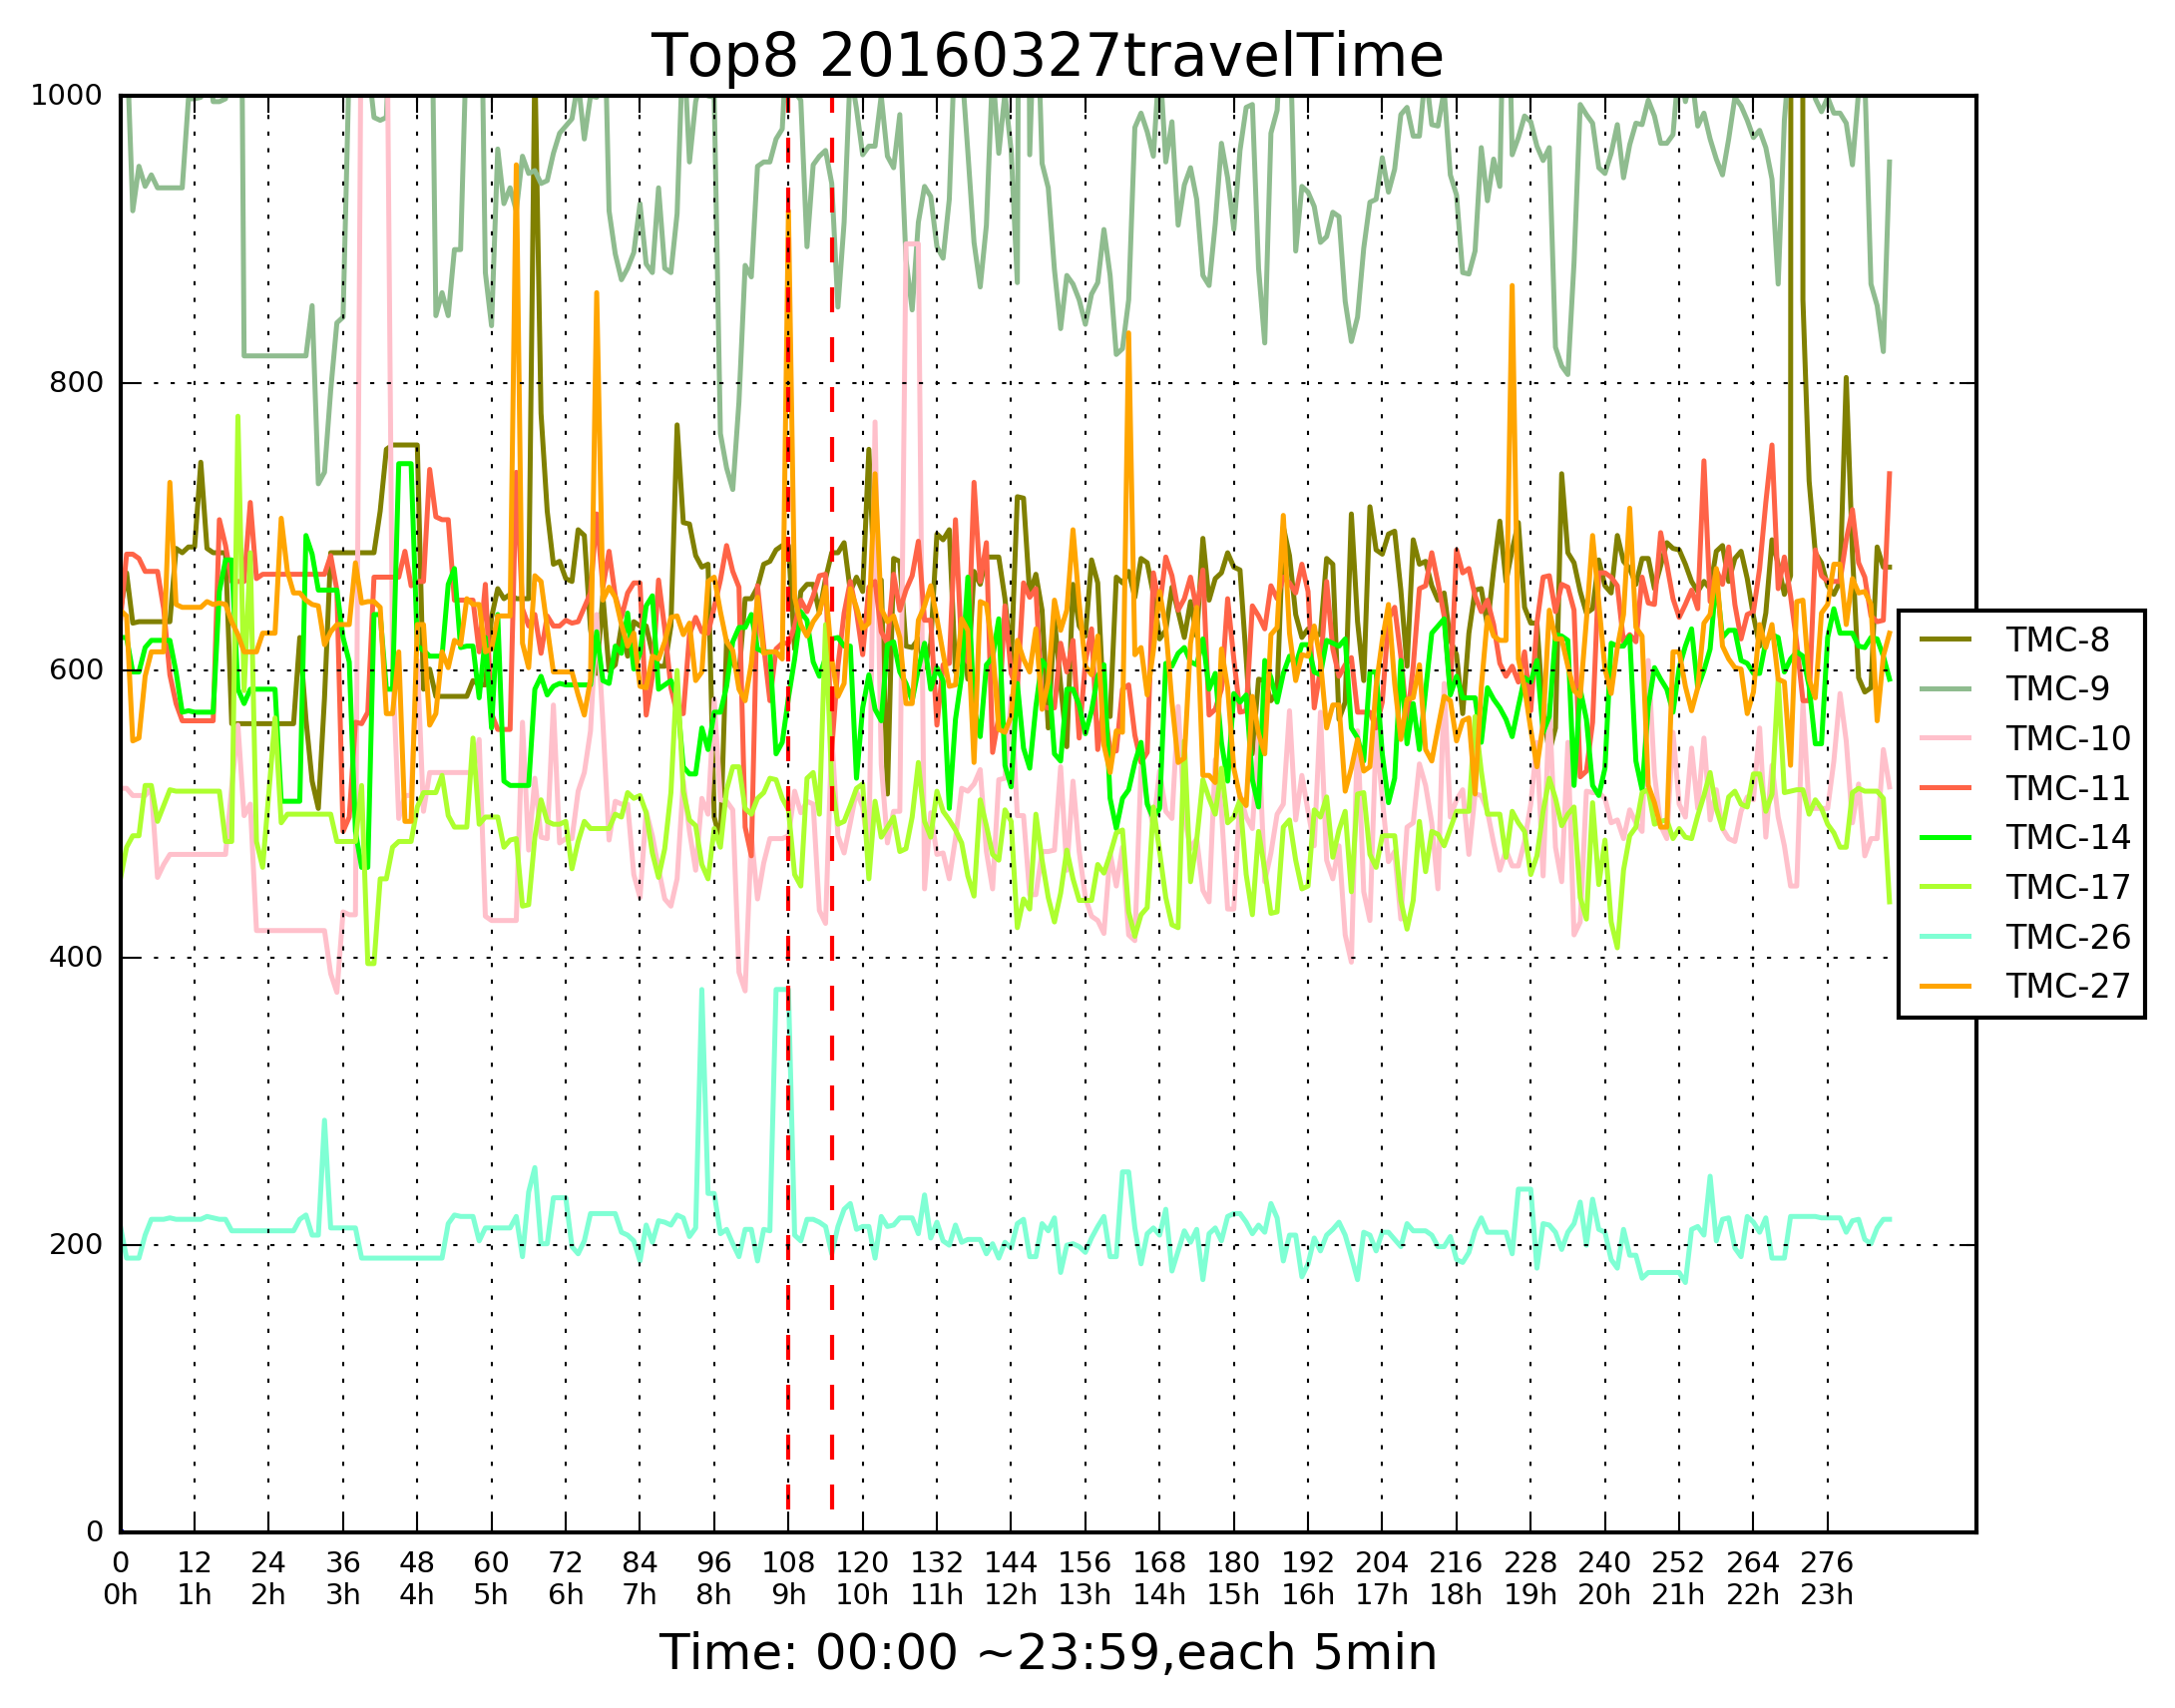 Top8 20160327travelTime
1000
800
600
400
200
0
0 12 24 36 48 60 72 84 96 108 120 132 144 156 168 180 192 204 216 228 240 252 264 276
0h 1h 2h 3h 4h 5h 6h 7h 8h 9h 10h 11h 12h 13h 14h 15h 16h 17h 18h 19h 20h 21h 22h 23h
Time: 00:00 ~23:59,each 5min
TMC-8
TMC-9
TMC-10
TMC-11
TMC-14
TMC-17
TMC-26
TMC-27